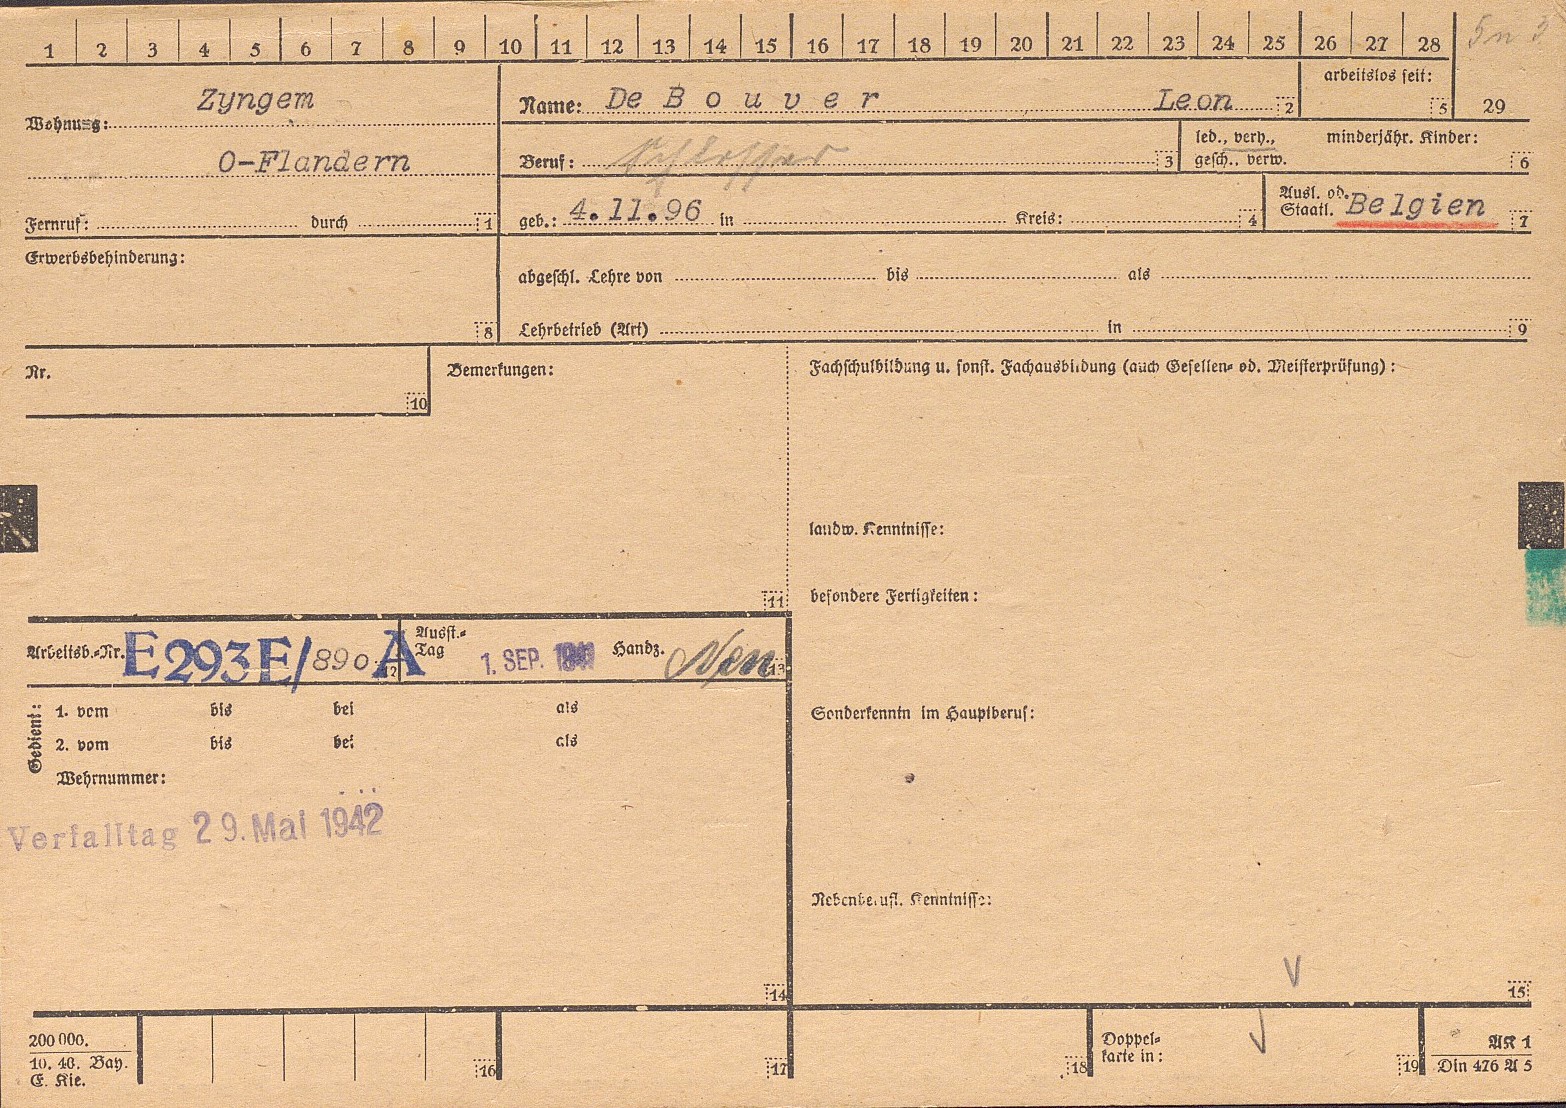 1 2 3 4 5 6 7 8 9 10 11 12 13 14 15 16 17 18 19 20 21 22 23 24 25 26 27 28
Wohnung: Zyngem
O-Flandern
Fernruf: durch 1
Name: De Bouver Leon 2
arbeitslos seit: 5
29
Beruf: Schlosser 3
led., verh., gesch., verw. minderjähr. Kinder: 6
geb.: 4.11.96 in Kreis: 4
Ausl. od. Staatl. Belgien 7
Erwerbsbehinderung: 8
abgeschl. Lehre von bis als
Lehrbetrieb (Art) in 9
Nr. 10
Bemerkungen: 11
Fachschulbildung u. sonst. Fachausbildung (auch Gesellen- od. Meisterprüfung):
landw. Kenntnisse:
besondere Fertigkeiten:
Arbeitsb.-Nr. E293E/890 A 12
Ausst.-Tag 1. SEP. 1941 Handz. 13
Gedient:
1. vom bis bei als
2. vom bis bei als
Wehrnummer:
Verfalltag 29. Mai 1942
14
Sonderkenntn im Hauptberuf:
Nebenberufl. Kenntnisse:
15
200 000.
10. 40. Bay.
E. Kie.
16 17 18
Doppel-
karte in: 19
AK 1
Din 476 A 5